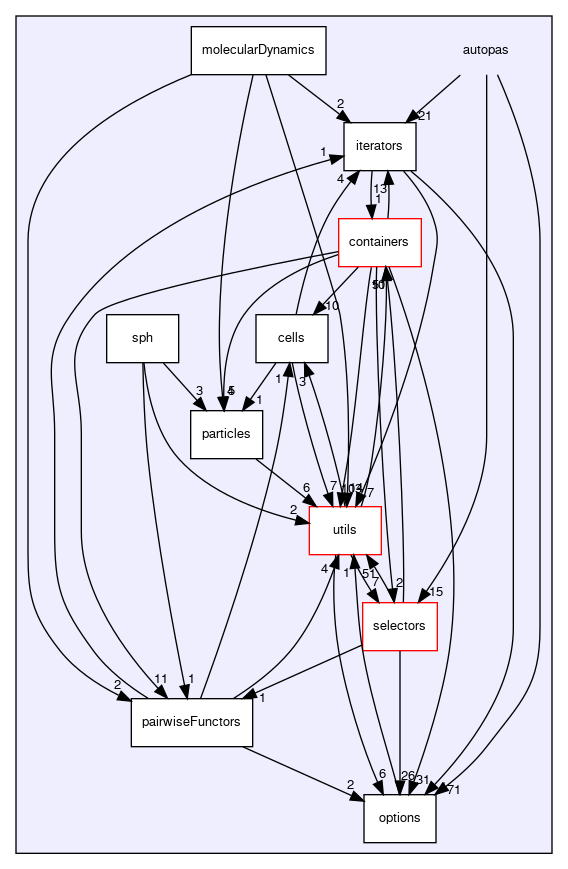 molecularDynamics
autopas
2
21
iterators
1
4
13
1
containers
10
sph
cells
1
3
3
5
1
particles
6
7
7
2
utils
4
1
7
2
15
selectors
11
2
1
1
pairwiseFunctors
2
6
26
31
71
options